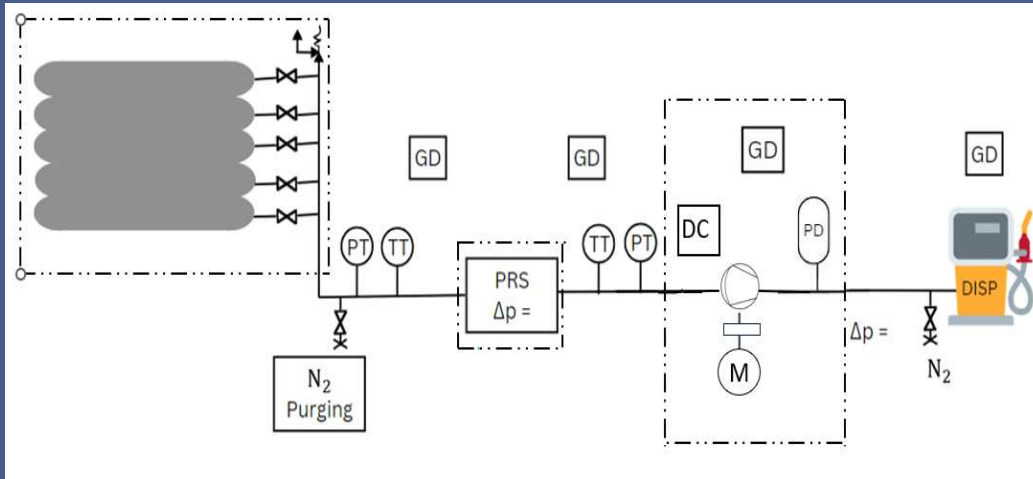 GD
GD
GD
GD
DC
PT
TT
TT
PT
PD
PRS
Δp =
DISP
Δp =
M
N₂
Purging
N₂